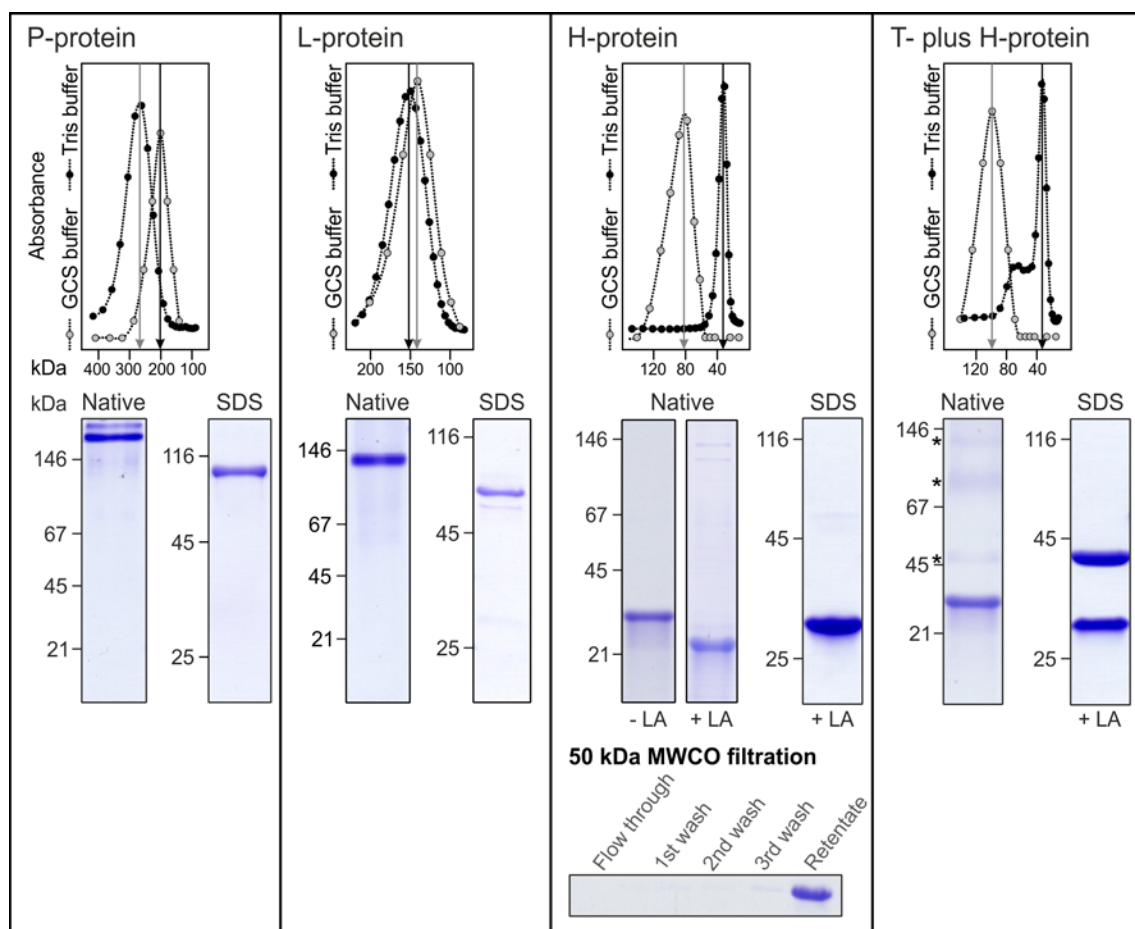 P-protein
Absorbance
GCS buffer
Tris buffer
kDa
400
300
200
100
kDa
Native
SDS
146
67
45
21
116
45
25
L-protein
GCS buffer
Tris buffer
200
150
100
Native
SDS
146
67
45
21
116
45
25
H-protein
GCS buffer
Tris buffer
120
80
40
Native
SDS
146
67
45
21
116
45
25
- LA
+ LA
+ LA
50 kDa MWCO filtration
Flow through
1st wash
2nd wash
3rd wash
Retentate
T- plus H-protein
GCS buffer
Tris buffer
120
80
40
Native
SDS
146
*
*
67
*
45
21
116
45
25
+ LA